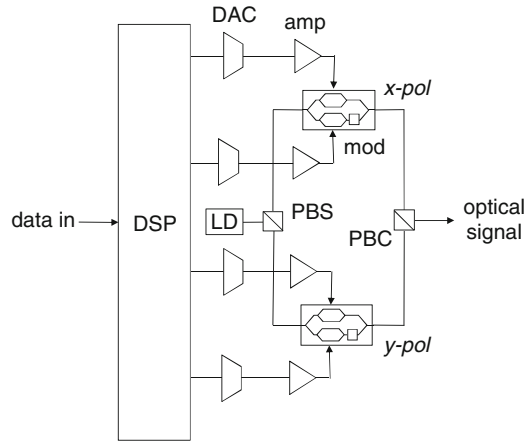 DAC
amp
x-pol
mod
data in
DSP
LD
PBS
PBC
optical
signal
y-pol